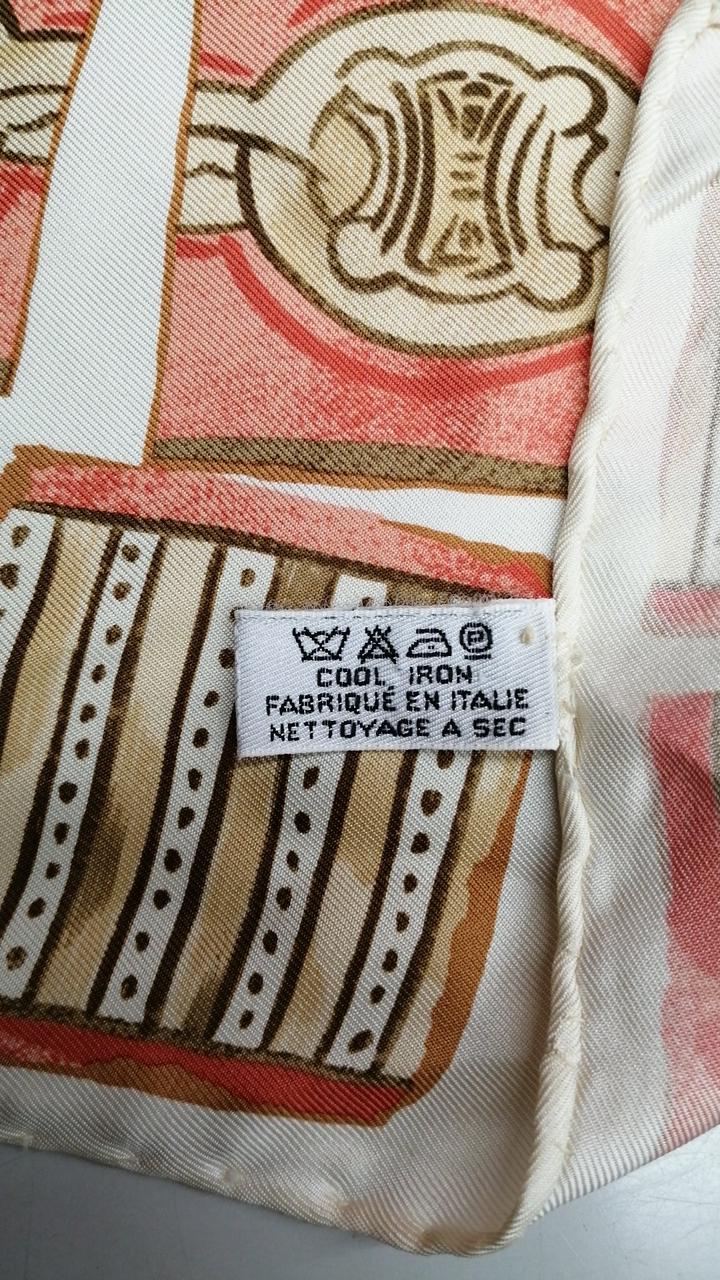 P
COOL IRON
FABRIQUÉ EN ITALIE
NETTOYAGE A SEC